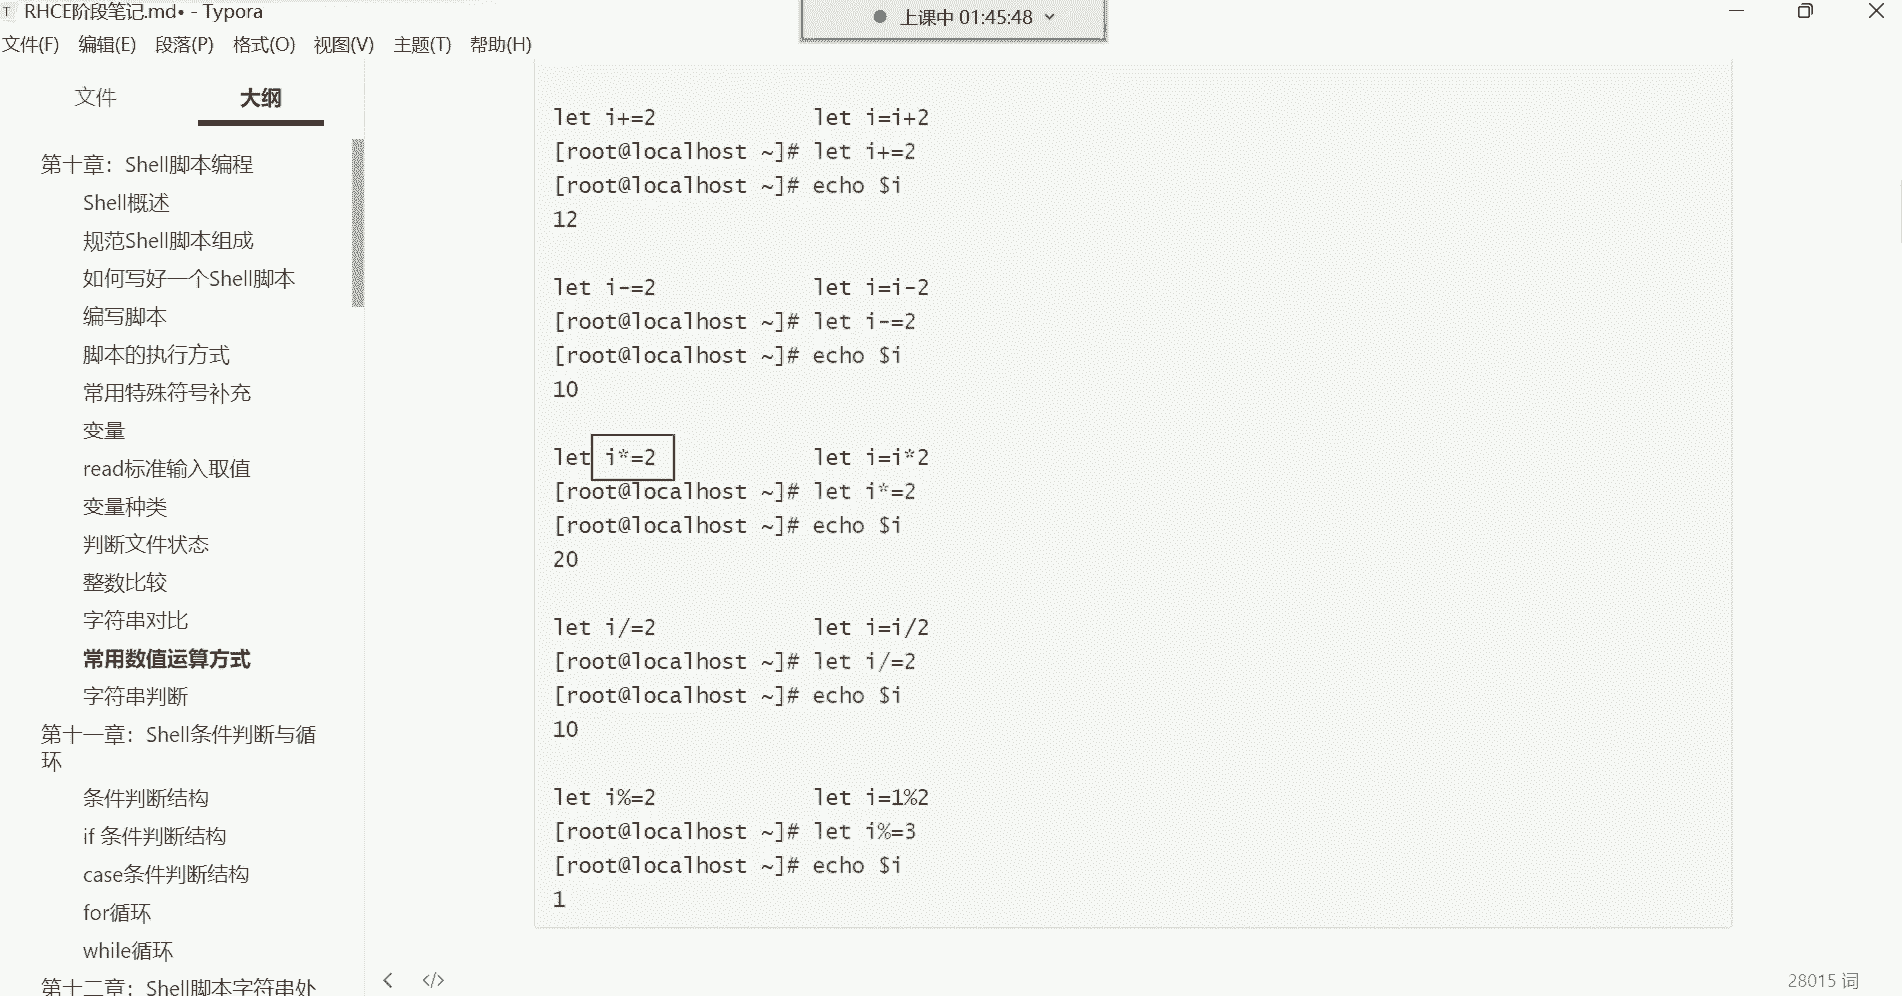 RHCE阶段笔记.md• - Typora
上课中 01:45:48
文件(F) 编辑(E) 段落(P) 格式(O) 视图(V) 主题(T) 帮助(H)
文件 大纲
第十章：Shell脚本编程
Shell概述
规范Shell脚本组成
如何写好一个Shell脚本
编写脚本
脚本的执行方式
常用特殊符号补充
变量
read标准输入取值
变量种类
判断文件状态
整数比较
字符串对比
常用数值运算方式
字符串判断
第十一章：Shell条件判断与循
环
条件判断结构
if 条件判断结构
case条件判断结构
for循环
while循环
第十二章：Shell脚本字符串处
let i+=2 let i=i+2
[root@localhost ~]# let i+=2
[root@localhost ~]# echo $i
12
let i-=2 let i=i-2
[root@localhost ~]# let i-=2
[root@localhost ~]# echo $i
10
let i*=2 let i=i*2
[root@localhost ~]# let i*=2
[root@localhost ~]# echo $i
20
let i/=2 let i=i/2
[root@localhost ~]# let i/=2
[root@localhost ~]# echo $i
10
let i%=2 let i=1%2
[root@localhost ~]# let i%=3
[root@localhost ~]# echo $i
1
28015 词